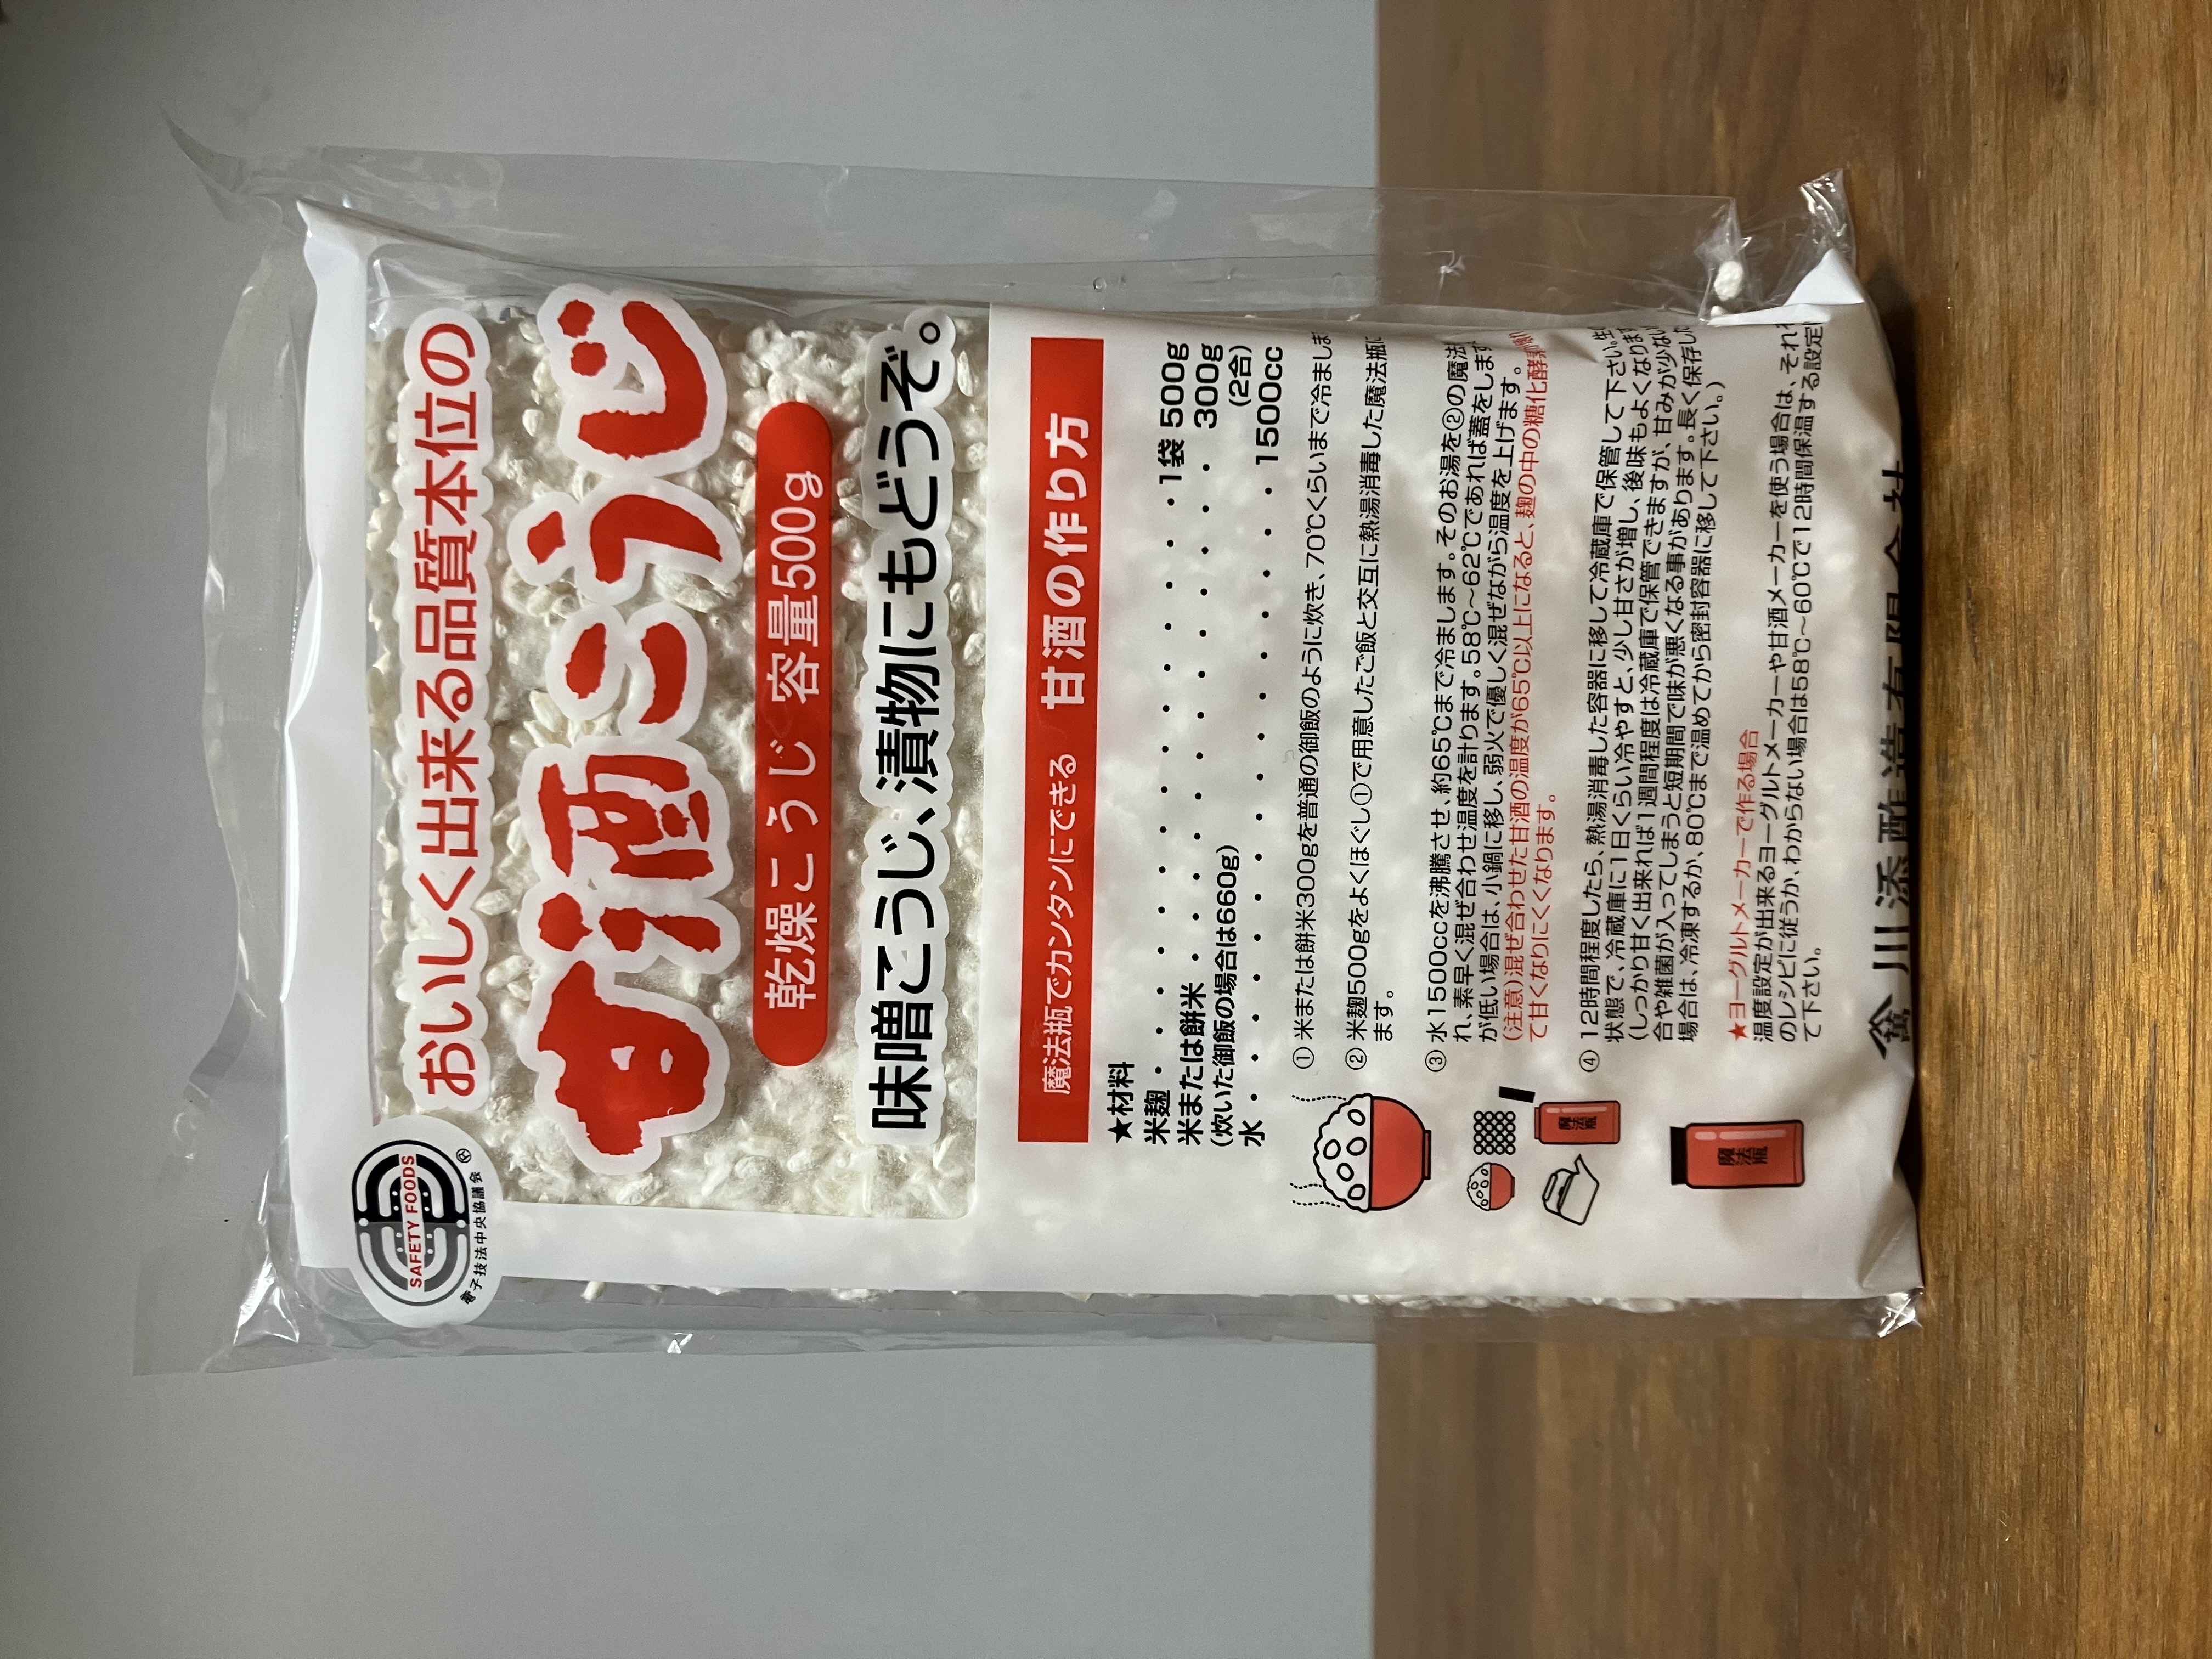 SAFETY FOODS
電子技法中央協議会
おいしく出来る品質本位の
甘酒こうじ
乾燥こうじ 容量500g
味噌こうじ、漬物にもどうぞ。
魔法瓶でカンタンにできる 甘酒の作り方
★材料
米麹・・・・・・・・・・・1袋 500g
米または餅米・・・・・・・・300g
(炊いた御飯の場合は660g) (2合)
水・・・・・・・・・・・・1500cc
① 米または餅米300gを普通の御飯のように炊き、70℃くらいまで冷まし
② 米麹500gをよくほぐし①で用意したご飯と交互に熱湯消毒した魔法瓶
ます。
③ 水1500ccを沸騰させ、約65℃まで冷まします。そのお湯を②の魔法
れ、素早く混ぜ合わせ温度を計ります。58℃~62℃であれば蓋をします
が低い場合は、小鍋に移し、弱火で優しく混ぜながら温度を上げます。
(注意)混ぜ合わせた甘酒の温度が65℃以上になると、麹の中の糖化酵素
て甘くなりにくくなります。
④ 12時間程度したら、熱湯消毒した容器に移して冷蔵庫で保管して下さい。
状態で、冷蔵庫に1日くらい冷やすと、少し甘さが増し、後味もよくなります
(しっかり甘く出来れば1週間程度は冷蔵庫で保管できますが、甘みが少ない
合や雑菌が入ってしまうと短期間で味が悪くなる事があります。長く保存した
場合は、冷凍するか、80℃まで温めてから密封容器に移して下さい。)
★ヨーグルトメーカーで作る場合
温度設定が出来るヨーグルトメーカーや甘酒メーカーを使う場合は、それ
のレシピに従うか、わからない場合は58℃~60℃で12時間保温する設定
て下さい。
魔法瓶
魔法瓶
萬 川添酢造有限会社